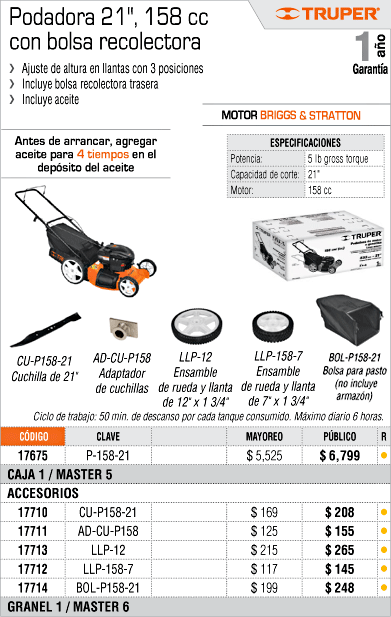 Podadora 21", 158 cc
con bolsa recolectora
TRUPER
1 año
Garantía
Ajuste de altura en llantas con 3 posiciones
Incluye bolsa recolectora trasera
Incluye aceite
MOTOR BRIGGS & STRATTON
Antes de arrancar, agregar
aceite para 4 tiempos en el
depósito del aceite
ESPECIFICACIONES
Potencia: 5 lb gross torque
Capacidad de corte: 21"
Motor: 158 cc
TRUPER
CU-P158-21
Cuchilla de 21"
AD-CU-P158
Adaptador
de cuchillas
LLP-12
Ensamble
de rueda y llanta
de 12" x 1 3/4"
LLP-158-7
Ensamble
de rueda y llanta
de 7" x 1 3/4"
BOL-P158-21
Bolsa para pasto
(no incluye
armazón)
Ciclo de trabajo: 50 min. de descanso por cada tanque consumido. Máximo diario 6 horas.
CÓDIGO CLAVE MAYOREO PÚBLICO R
17675 P-158-21 $ 5,525 $ 6,799
CAJA 1 / MASTER 5
ACCESORIOS
17710 CU-P158-21 $ 169 $ 208
17711 AD-CU-P158 $ 125 $ 155
17713 LLP-12 $ 215 $ 265
17712 LLP-158-7 $ 117 $ 145
17714 BOL-P158-21 $ 199 $ 248
GRANEL 1 / MASTER 6